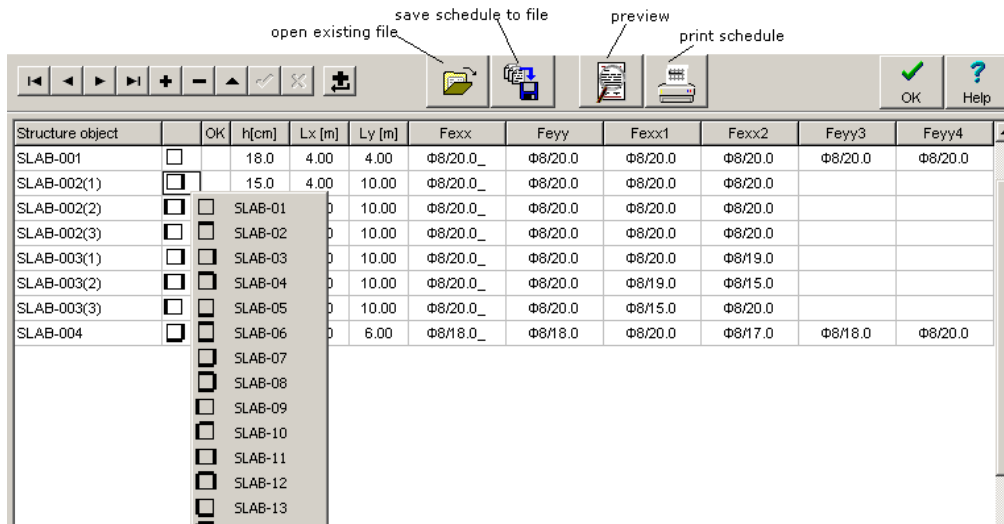 save schedule to file
preview
open existing file
print schedule
OK
Help
Structure object OK h[cm] Lx [m] Ly [m] Fexx Feyy Fexx1 Fexx2 Feyy3 Feyy4
SLAB-001 18.0 4.00 4.00 Φ8/20.0_ Φ8/20.0 Φ8/20.0 Φ8/20.0 Φ8/20.0 Φ8/20.0
SLAB-002(1) 15.0 4.00 10.00 Φ8/20.0_ Φ8/20.0 Φ8/20.0 Φ8/20.0
SLAB-002(2) 10.00 Φ8/20.0_ Φ8/20.0 Φ8/20.0 Φ8/20.0
SLAB-002(3) 10.00 Φ8/20.0_ Φ8/20.0 Φ8/20.0 Φ8/20.0
SLAB-003(1) 10.00 Φ8/20.0_ Φ8/20.0 Φ8/20.0 Φ8/19.0
SLAB-003(2) 10.00 Φ8/20.0_ Φ8/20.0 Φ8/19.0 Φ8/15.0
SLAB-003(3) 10.00 Φ8/20.0_ Φ8/20.0 Φ8/15.0 Φ8/20.0
SLAB-004 6.00 Φ8/18.0_ Φ8/18.0 Φ8/20.0 Φ8/17.0 Φ8/18.0 Φ8/20.0
SLAB-01
SLAB-02
SLAB-03
SLAB-04
SLAB-05
SLAB-06
SLAB-07
SLAB-08
SLAB-09
SLAB-10
SLAB-11
SLAB-12
SLAB-13